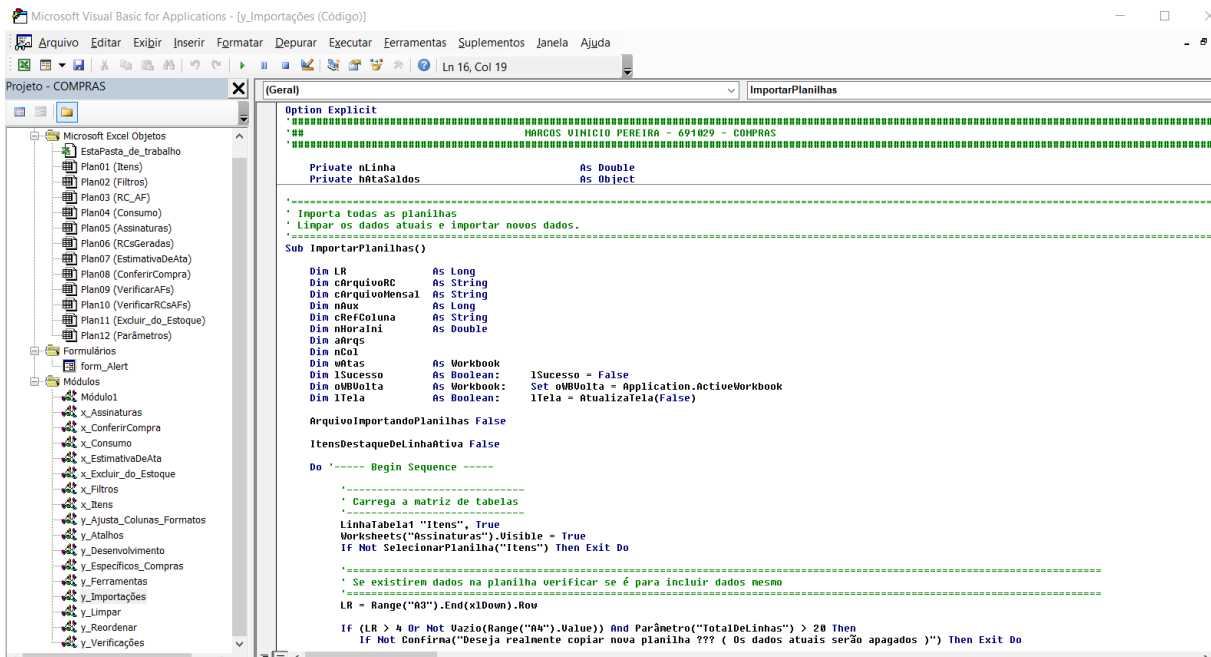 Microsoft Visual Basic for Applications - [y_Importações (Código)]
Arquivo Editar Exibir Inserir Formatar Depurar Executar Ferramentas Suplementos Janela Ajuda
Ln 16, Col 19
Projeto - COMPRAS
Microsoft Excel Objetos
EstaPasta_de_trabalho
Plan01 (Itens)
Plan02 (Filtros)
Plan03 (RC_AF)
Plan04 (Consumo)
Plan05 (Assinaturas)
Plan06 (RCsGeradas)
Plan07 (EstimativaDeAta)
Plan08 (ConferirCompra)
Plan09 (VerificarAFs)
Plan10 (VerificarRCsAFs)
Plan11 (Excluir_do_Estoque)
Plan12 (Parâmetros)
Formulários
form_Alert
Módulos
Módulo1
x_Assinaturas
x_ConferirCompra
x_Consumo
x_EstimativaDeAta
x_Excluir_do_Estoque
x_Filtros
x_Itens
y_Ajusta_Colunas_Formatos
y_Atalhos
y_Desenvolvimento
y_Específicos_Compras
y_Ferramentas
y_Importações
y_Limpar
y_Reordenar
y_Verificações
(Geral)
ImportarPlanilhas
Option Explicit
'## MARCOS VINICIO PEREIRA - 691029 - COMPRAS
Private nLinha As Double
Private hAtaSaldos As Object
' Importa todas as planilhas
' Limpar os dados atuais e importar novos dados.
Sub ImportarPlanilhas()
Dim LR As Long
Dim cArquivoRC As String
Dim cArquivoMensal As String
Dim nAux As Long
Dim cRefColuna As String
Dim nHoraIni As Double
Dim aArqs
Dim nCol
Dim wAtas As Workbook
Dim lSucesso As Boolean: lSucesso = False
Dim oWBVolta As Workbook: Set oWBVolta = Application.ActiveWorkbook
Dim lTela As Boolean: lTela = AtualizaTela(False)
ArquivoImportandoPlanilhas False
ItensDestaqueDeLinhaAtiva False
Do '----- Begin Sequence -----
'-----------------------------
' Carrega a matriz de tabelas
'-----------------------------
LinhaTabela1 "Itens", True
Worksheets("Assinaturas").Visible = True
If Not SelecionarPlanilha("Itens") Then Exit Do
' Se existirem dados na planilha verificar se é para incluir dados mesmo
LR = Range("A3").End(xlDown).Row
If (LR > 4 Or Not Vazio(Range("A4").Value)) And Parâmetro("TotalDeLinhas") > 20 Then
If Not Confirma("Deseja realmente copiar nova planilha ??? ( Os dados atuais serão apagados )") Then Exit Do